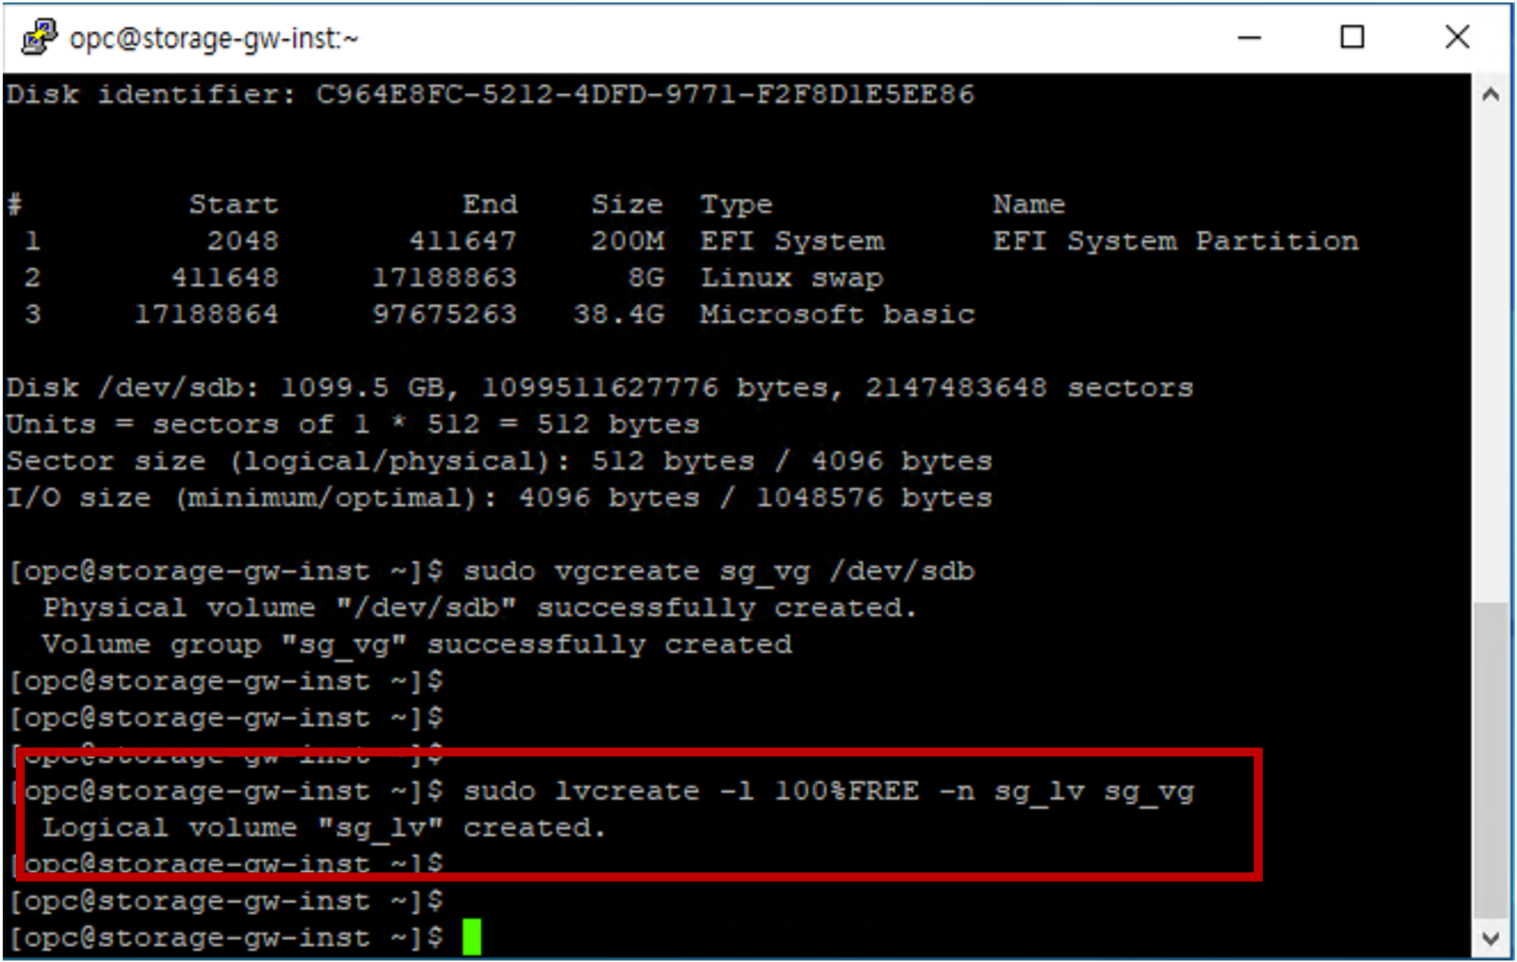 opc@storage-gw-inst:~
Disk identifier: C964E8FC-5212-4DFD-9771-F2F8D1E5EE86
#         Start          End    Size  Type            Name
1          2048       411647    200M  EFI System      EFI System Partition
2        411648     17188863      8G  Linux swap
3      17188864     97675263   38.4G  Microsoft basic
Disk /dev/sdb: 1099.5 GB, 1099511627776 bytes, 2147483648 sectors
Units = sectors of 1 * 512 = 512 bytes
Sector size (logical/physical): 512 bytes / 4096 bytes
I/O size (minimum/optimal): 4096 bytes / 1048576 bytes
[opc@storage-gw-inst ~]$ sudo vgcreate sg_vg /dev/sdb
Physical volume "/dev/sdb" successfully created.
Volume group "sg_vg" successfully created
[opc@storage-gw-inst ~]$
[opc@storage-gw-inst ~]$
[opc@storage-gw-inst ~]$
[opc@storage-gw-inst ~]$ sudo lvcreate -l 100%FREE -n sg_lv sg_vg
Logical volume "sg_lv" created.
[opc@storage-gw-inst ~]$
[opc@storage-gw-inst ~]$
[opc@storage-gw-inst ~]$